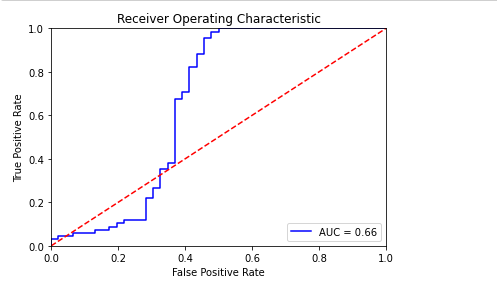 Receiver Operating Characteristic
1.0
0.8
0.6
0.4
0.2
0.0
True Positive Rate
AUC = 0.66
0.0 0.2 0.4 0.6 0.8 1.0
False Positive Rate